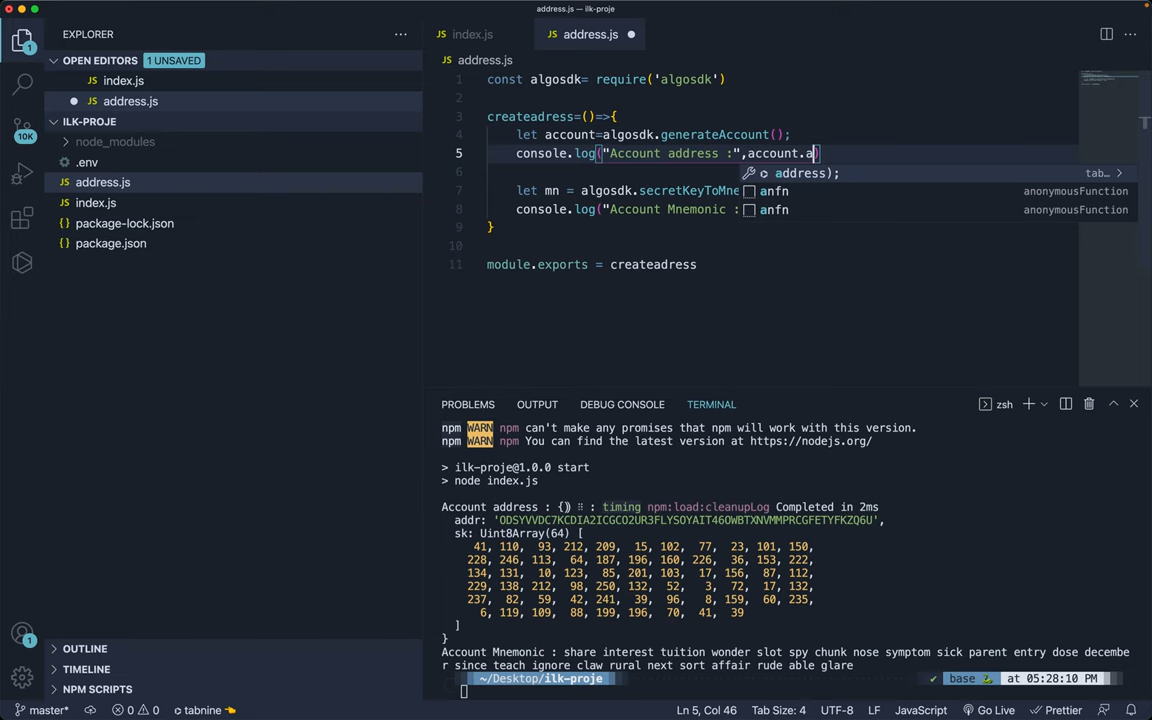 address.js — ilk-proje
EXPLORER
OPEN EDITORS 1 UNSAVED
JS index.js
JS address.js
ILK-PROJE
node_modules
.env
JS address.js
JS index.js
{} package-lock.json
{} package.json
OUTLINE
TIMELINE
NPM SCRIPTS
1
10K
1
JS index.js
JS address.js
JS address.js
1 const algosdk= require('algosdk')
2
3 createadress=()=>{
4 let account=algosdk.generateAccount();
5 console.log("Account address :",account.a)
6
7 let mn = algosdk.secretKeyToMne
8 console.log("Account Mnemonic :
9 }
10
11 module.exports = createadress
address); tab…
anfn anonymousFunction
anfn anonymousFunction
PROBLEMS OUTPUT DEBUG CONSOLE TERMINAL
zsh
npm WARN npm can't make any promises that npm will work with this version.
npm WARN npm You can find the latest version at https://nodejs.org/
> ilk-proje@1.0.0 start
> node index.js
timing npm:load:cleanupLog Completed in 2ms
Account address : {
addr: 'ODSYVVDC7KCDIA2ICGCO2UR3FLYSOYAIT46OWBTXNVMMPRCGFETYFKZQ6U',
sk: Uint8Array(64) [
41, 110, 93, 212, 209, 15, 102, 77, 23, 101, 150,
228, 246, 113, 64, 187, 196, 160, 226, 36, 153, 222,
134, 131, 10, 123, 85, 201, 103, 17, 156, 87, 112,
229, 138, 212, 98, 250, 132, 52, 3, 72, 17, 132,
237, 82, 59, 42, 241, 39, 96, 8, 159, 60, 235,
6, 119, 109, 88, 199, 196, 70, 41, 39
]
}
Account Mnemonic : share interest tuition wonder slot spy chunk nose symptom sick parent entry dose decembe
r since teach ignore claw rural next sort affair rude able glare
~/Desktop/ilk-proje ✔ base 🐍 at 05:28:10 PM
master* 0 0 tabnine 👈 Ln 5, Col 46 Tab Size: 4 UTF-8 LF JavaScript Go Live Prettier